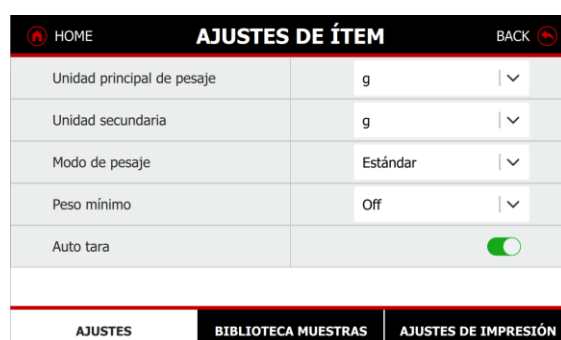 HOME AJUSTES DE ÍTEM BACK
Unidad principal de pesaje g
Unidad secundaria g
Modo de pesaje Estándar
Peso mínimo Off
Auto tara
AJUSTES BIBLIOTECA MUESTRAS AJUSTES DE IMPRESIÓN